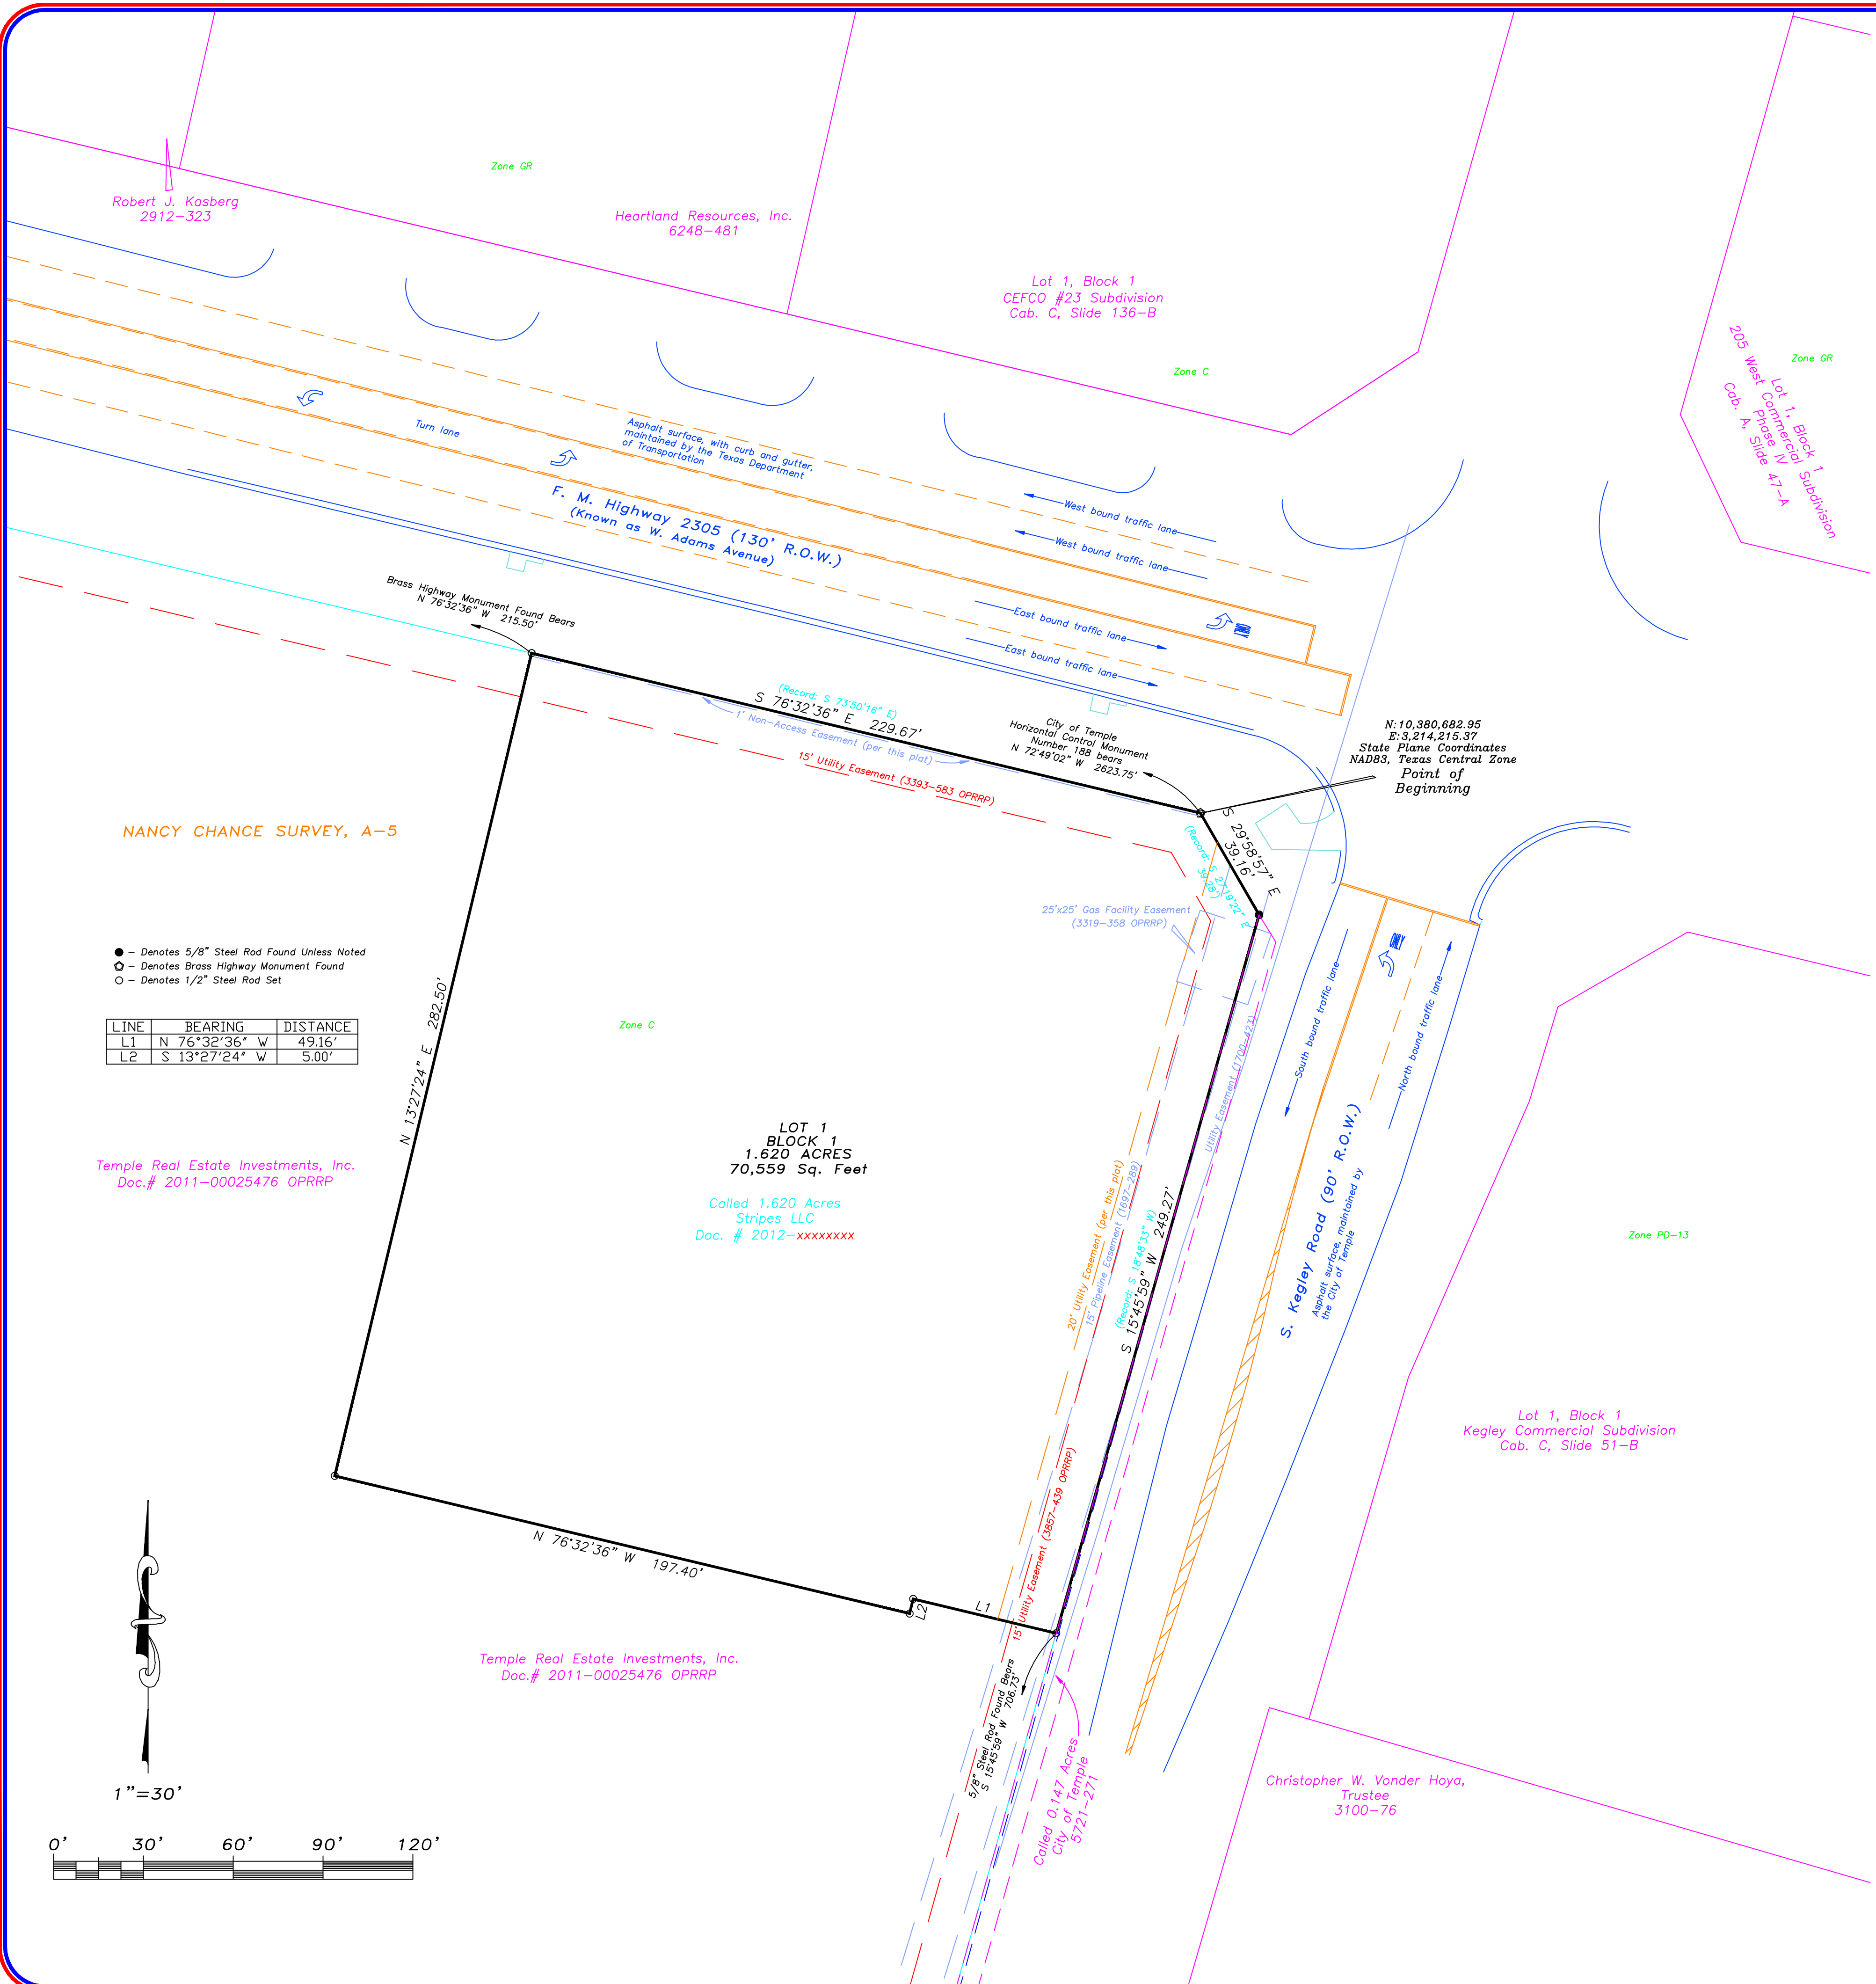 Zone GR
Robert J. Kasberg
2912-323
Heartland Resources, Inc.
6248-481
Lot 1, Block 1
CEFCO #23 Subdivision
Cab. C, Slide 136-B
Zone C
Zone GR
Lot 1, Block 1
205 West Commercial Subdivision
Phase IV
Cab. A, Slide 47-A
Turn lane
Asphalt surface, with curb and gutter,
maintained by the Texas Department
of Transportation
F. M. Highway 2305 (130' R.O.W.)
(Known as W. Adams Avenue)
West bound traffic lane
West bound traffic lane
East bound traffic lane
East bound traffic lane
ONLY
Brass Highway Monument Found Bears
N 76°32'36" W 215.50'
(Record: S 73°50'16" E)
S 76°32'36" E 229.67'
1' Non-Access Easement (per this plat)
15' Utility Easement (3393-583 OPRRP)
City of Temple
Horizontal Control Monument
Number 188 bears
N 72°49'02" W 2623.75'
N:10,380,682.95
E:3,214,215.37
State Plane Coordinates
NAD83, Texas Central Zone
Point of
Beginning
S 29°58'57" E
39.16'
(Record: S 27°19'22" E
39.28')
25'x25' Gas Facility Easement
(3319-358 OPRRP)
NANCY CHANCE SURVEY, A-5
- Denotes 5/8" Steel Rod Found Unless Noted
- Denotes Brass Highway Monument Found
- Denotes 1/2" Steel Rod Set
LINE BEARING DISTANCE
L1 N 76°32'36" W 49.16'
L2 S 13°27'24" W 5.00'
N 13°27'24" E 282.50'
Zone C
LOT 1
BLOCK 1
1.620 ACRES
70,559 Sq. Feet
Called 1.620 Acres
Stripes LLC
Doc. # 2012-xxxxxxxx
Temple Real Estate Investments, Inc.
Doc.# 2011-00025476 OPRRP
20' Utility Easement (per this plat)
15' Pipeline Easement (1697-289)
(Record: S 18°48'33" W)
S 15°45'59" W 249.27'
Utility Easement (1700-423)
15' Utility Easement (3857-439 OPRRP)
South bound traffic lane
ONLY
North bound traffic lane
S. Kegley Road (90' R.O.W.)
Asphalt surface, maintained by
the City of Temple
Zone PD-13
Lot 1, Block 1
Kegley Commercial Subdivision
Cab. C, Slide 51-B
N 76°32'36" W 197.40'
L2
L1
Temple Real Estate Investments, Inc.
Doc.# 2011-00025476 OPRRP
5/8" Steel Rod Found Bears
S 15°45'59" W 706.73'
Called 0.147 Acres
City of Temple
5721-271
Christopher W. Vonder Hoya,
Trustee
3100-76
1"=30'
0' 30' 60' 90' 120'